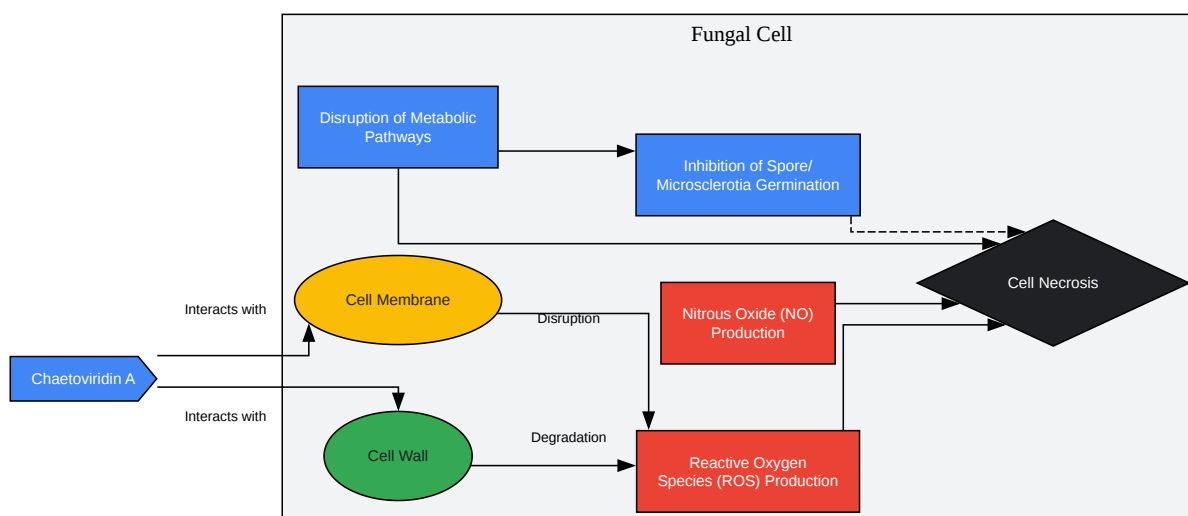 Fungal Cell
Disruption of Metabolic
Pathways
Inhibition of Spore/
Microsclerotia Germination
Cell Necrosis
Cell Membrane
Interacts with
Disruption
Nitrous Oxide (NO)
Production
Chaetoviridin A
Interacts with
Cell Wall
Degradation
Reactive Oxygen
Species (ROS) Production